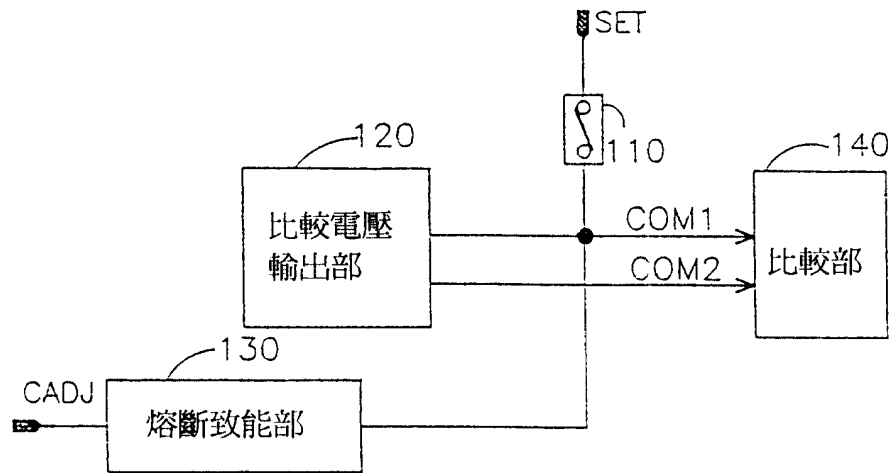 SET
110
120
140
比較電壓
輸出部
COM1
COM2
比較部
130
CADJ
熔斷致能部